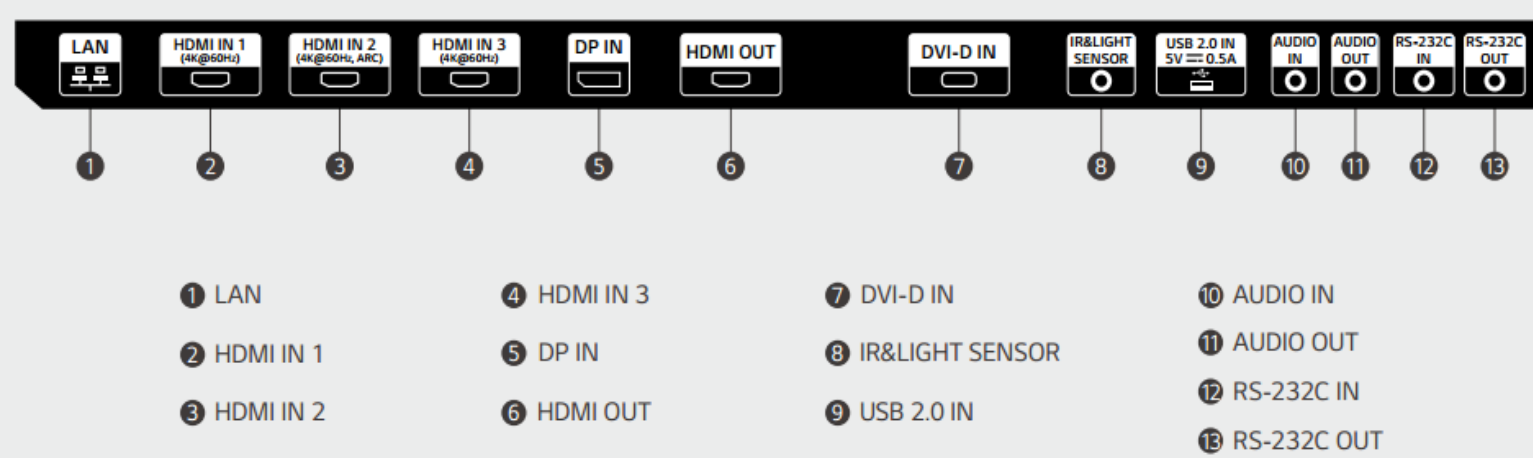 LAN
HDMI IN 1
(4K@60Hz)
HDMI IN 2
(4K@60Hz, ARC)
HDMI IN 3
(4K@60Hz)
DP IN
HDMI OUT
DVI-D IN
IR&LIGHT
SENSOR
USB 2.0 IN
5V ⎓ 0.5A
AUDIO
IN
AUDIO
OUT
RS-232C
IN
RS-232C
OUT
1 2 3 4 5 6 7 8 9 10 11 12 13
1 LAN
2 HDMI IN 1
3 HDMI IN 2
4 HDMI IN 3
5 DP IN
6 HDMI OUT
7 DVI-D IN
8 IR&LIGHT SENSOR
9 USB 2.0 IN
10 AUDIO IN
11 AUDIO OUT
12 RS-232C IN
13 RS-232C OUT